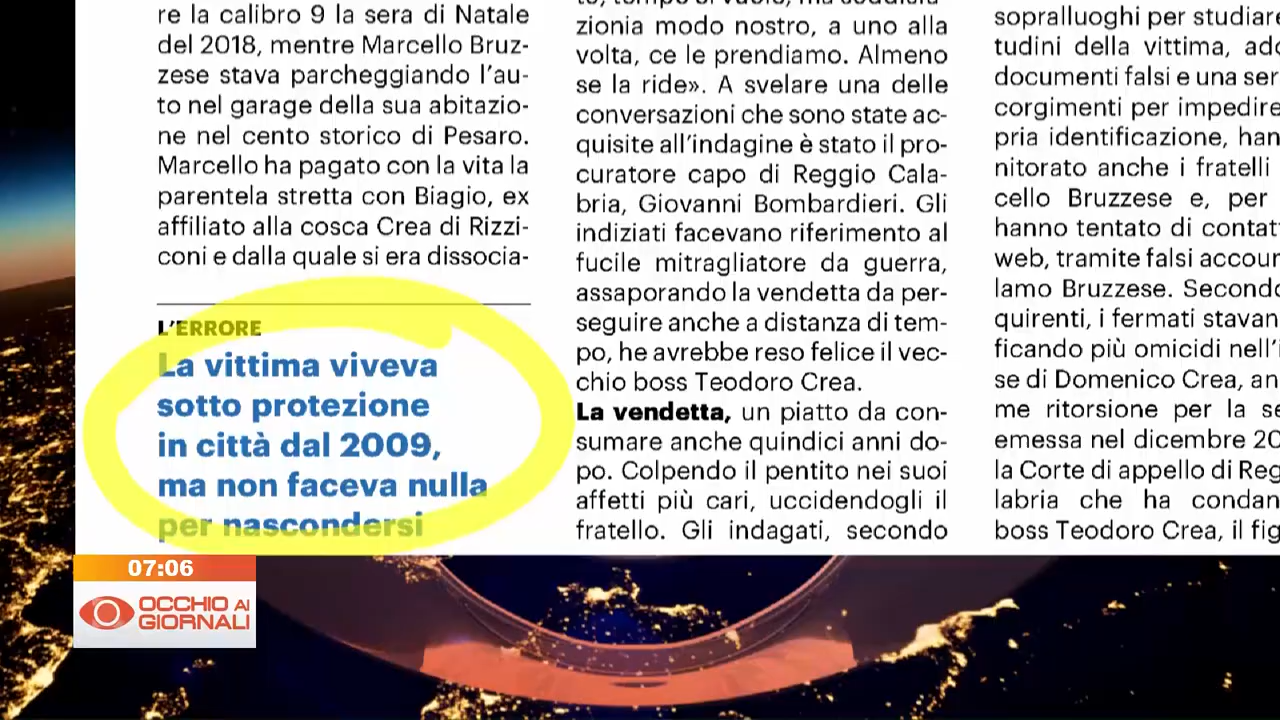 re la calibro 9 la sera di Natale
del 2018, mentre Marcello Bruz-
zese stava parcheggiando l'au-
to nel garage della sua abitazio-
ne nel cento storico di Pesaro.
Marcello ha pagato con la vita la
parentela stretta con Biagio, ex
affiliato alla cosca Crea di Rizzi-
coni e dalla quale si era dissocia-
L'ERRORE
La vittima viveva
sotto protezione
in città dal 2009,
ma non faceva nulla
per nascondersi
zionia modo nostro, a uno alla
volta, ce le prendiamo. Almeno
se la ride». A svelare una delle
conversazioni che sono state ac-
quisite all'indagine è stato il pro-
curatore capo di Reggio Cala-
bria, Giovanni Bombardieri. Gli
indiziati facevano riferimento al
fucile mitragliatore da guerra,
assaporando la vendetta da per-
seguire anche a distanza di tem-
po, he avrebbe reso felice il vec-
chio boss Teodoro Crea.
La vendetta, un piatto da con-
sumare anche quindici anni do-
po. Colpendo il pentito nei suoi
affetti più cari, uccidendogli il
fratello. Gli indagati, secondo
sopralluoghi per studiare
tudini della vittima, ado
documenti falsi e una ser
corgimenti per impedire
pria identificazione, han
nitorato anche i fratelli
cello Bruzzese e, per
hanno tentato di contat
web, tramite falsi accoun
lamo Bruzzese. Secondo
quirenti, i fermati stavan
ficando più omicidi nell'i
se di Domenico Crea, an
me ritorsione per la se
emessa nel dicembre 20
la Corte di appello di Reg
labria che ha condan
boss Teodoro Crea, il fig
07:06
OCCHIO AI
GIORNALI